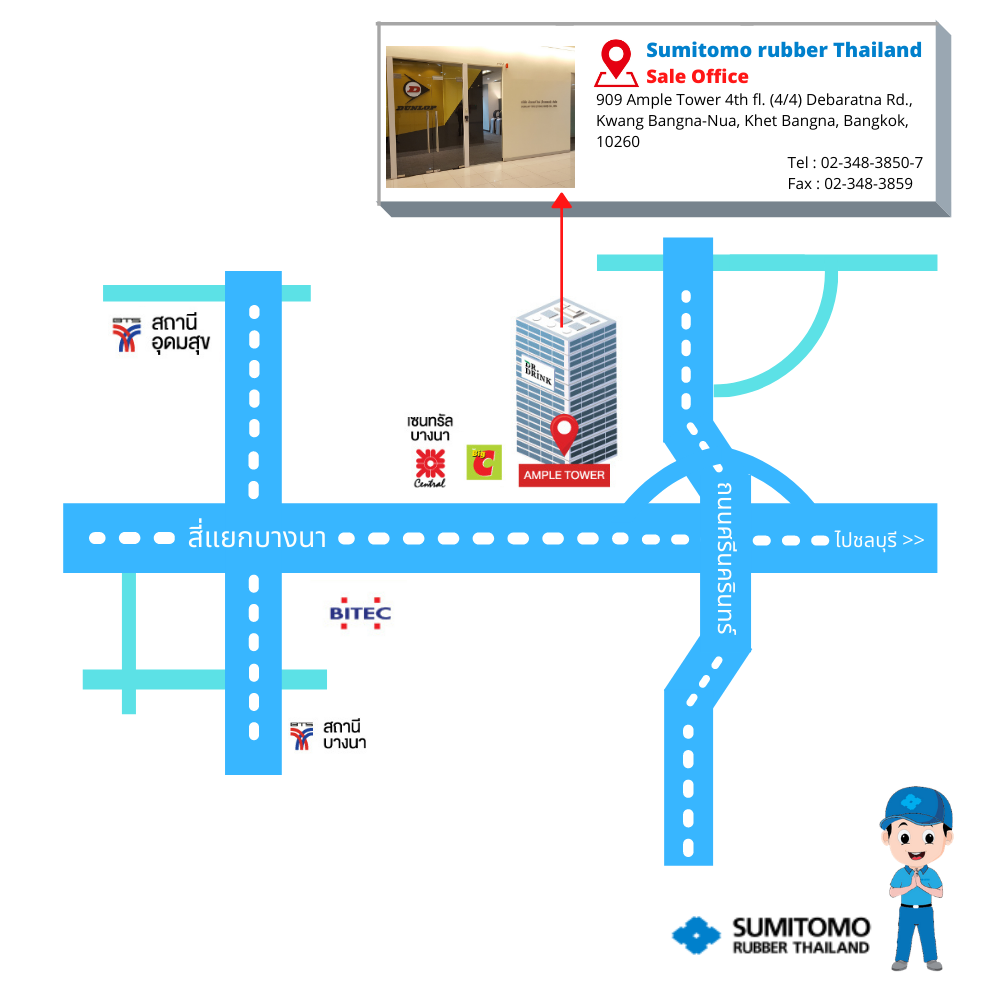 Sumitomo rubber Thailand
Sale Office
909 Ample Tower 4th fl. (4/4) Debaratna Rd.,
Kwang Bangna-Nua, Khet Bangna, Bangkok,
10260
Tel : 02-348-3850-7
Fax : 02-348-3859
D
DUNLOP
BTS
สถานี
อุดมสุข
DR.
DRINK
เซนทรัล
บางนา
Central
Big
C
AMPLE TOWER
สี่แยกบางนา
ถนนศรีนครินทร์
ไปชลบุรี >>
BITEC
BTS
สถานี
บางนา
SUMITOMO
RUBBER THAILAND